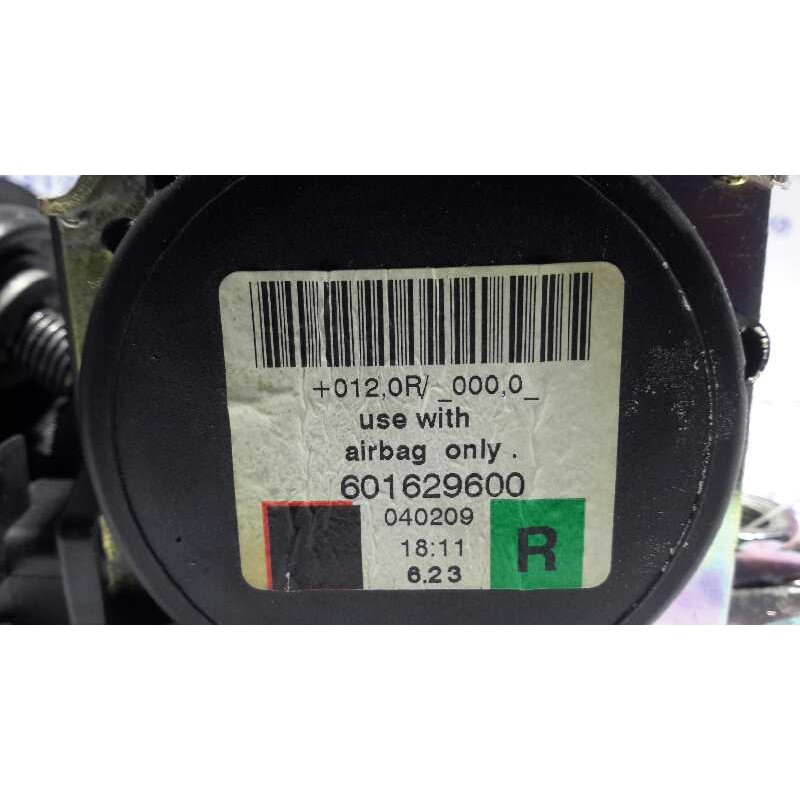 +012,0R/ _000,0_
use with
airbag only .
601629600
040209
18:11
6.23
R